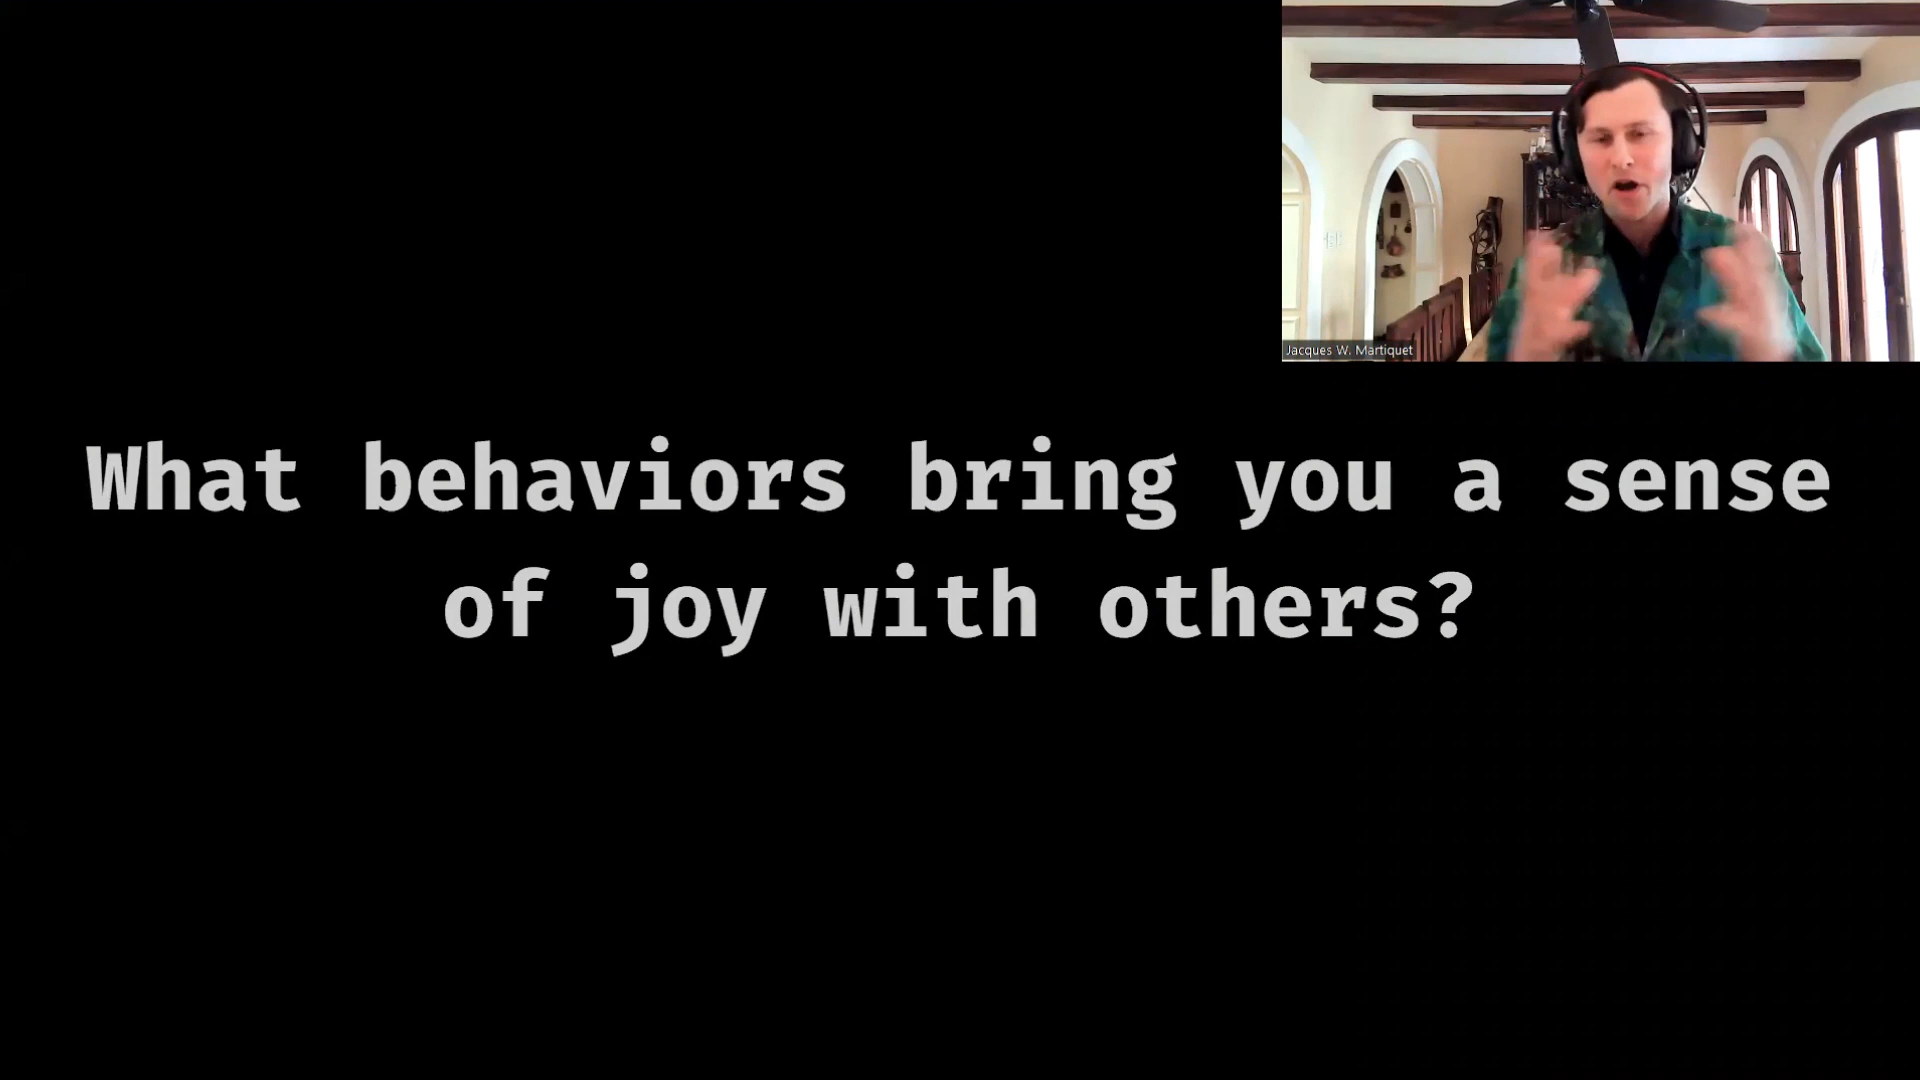 Jacques W. Martiquet
What behaviors bring you a sense
of joy with others?